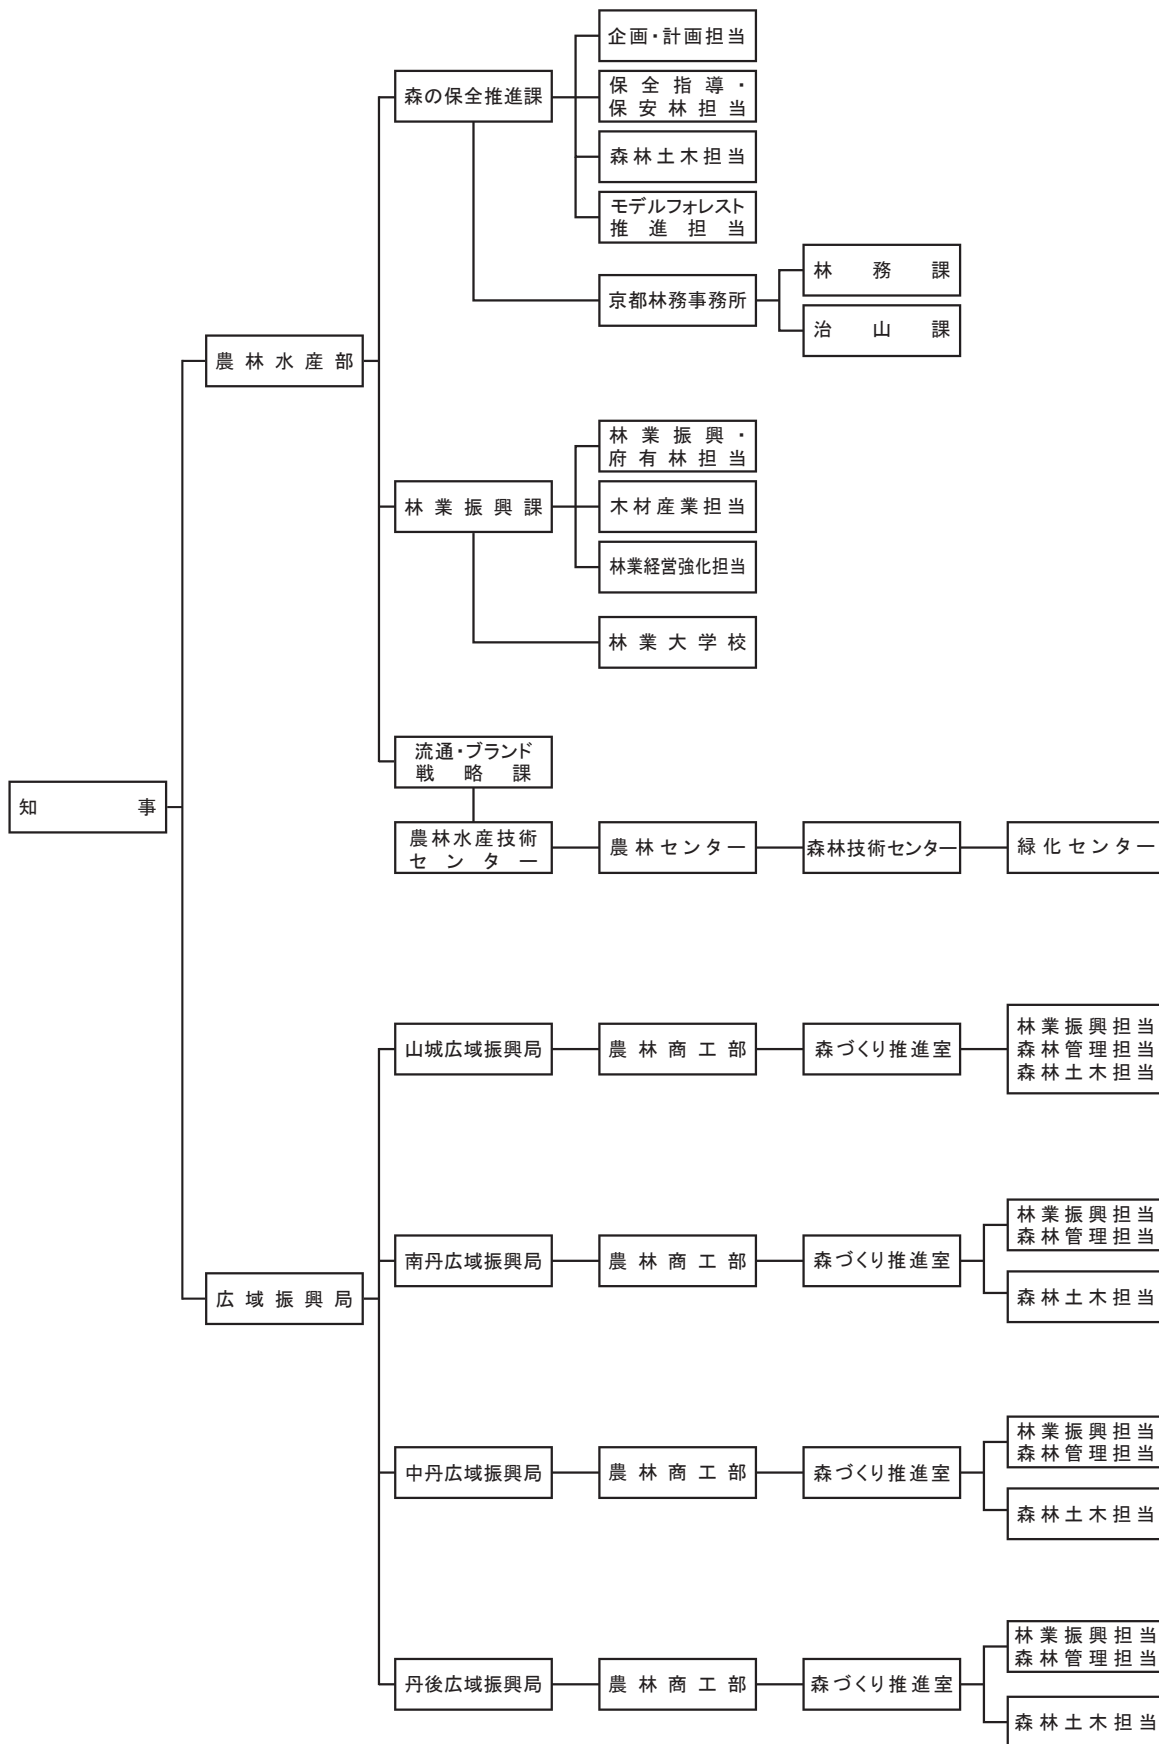 企画・計画担当
森の保全推進課
保全指導・
保安林担当
森林土木担当
モデルフォレスト
推進担当
京都林務事務所
林務課
治山課
農林水産部
林業振興・
府有林担当
林業振興課
木材産業担当
林業経営強化担当
林業大学校
流通・ブランド
戦略課
知事
農林水産技術
センター
農林センター
森林技術センター
緑化センター
山城広域振興局
農林商工部
森づくり推進室
林業振興担当
森林管理担当
森林土木担当
南丹広域振興局
農林商工部
森づくり推進室
林業振興担当
森林管理担当
森林土木担当
広域振興局
中丹広域振興局
農林商工部
森づくり推進室
林業振興担当
森林管理担当
森林土木担当
丹後広域振興局
農林商工部
森づくり推進室
林業振興担当
森林管理担当
森林土木担当